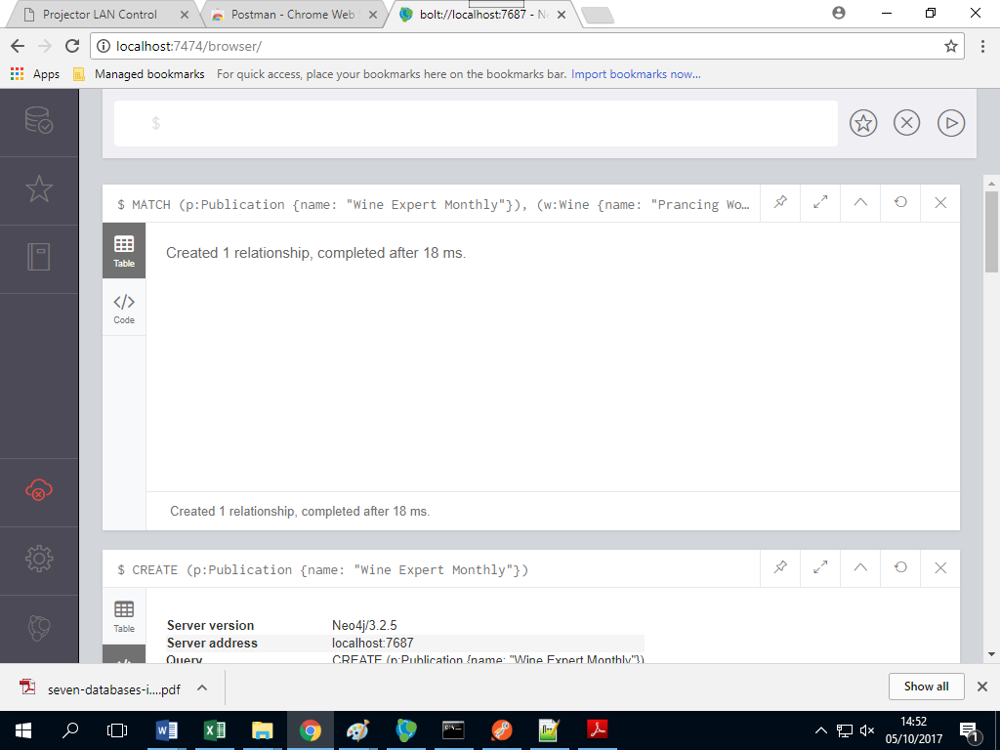 Projector LAN Control
Postman - Chrome Web
bolt://localhost:7687 - N
localhost:7474/browser/
Apps
Managed bookmarks
For quick access, place your bookmarks here on the bookmarks bar. Import bookmarks now...
$
$ MATCH (p:Publication {name: "Wine Expert Monthly"}), (w:Wine {name: "Prancing Wo…
Table
Created 1 relationship, completed after 18 ms.
</>
Code
Created 1 relationship, completed after 18 ms.
$ CREATE (p:Publication {name: "Wine Expert Monthly"})
Table
Server version Neo4j/3.2.5
Server address localhost:7687
Query CREATE (p:Publication {name: "Wine Expert Monthly"})
seven-databases-i....pdf
Show all
14:52
05/10/2017
1